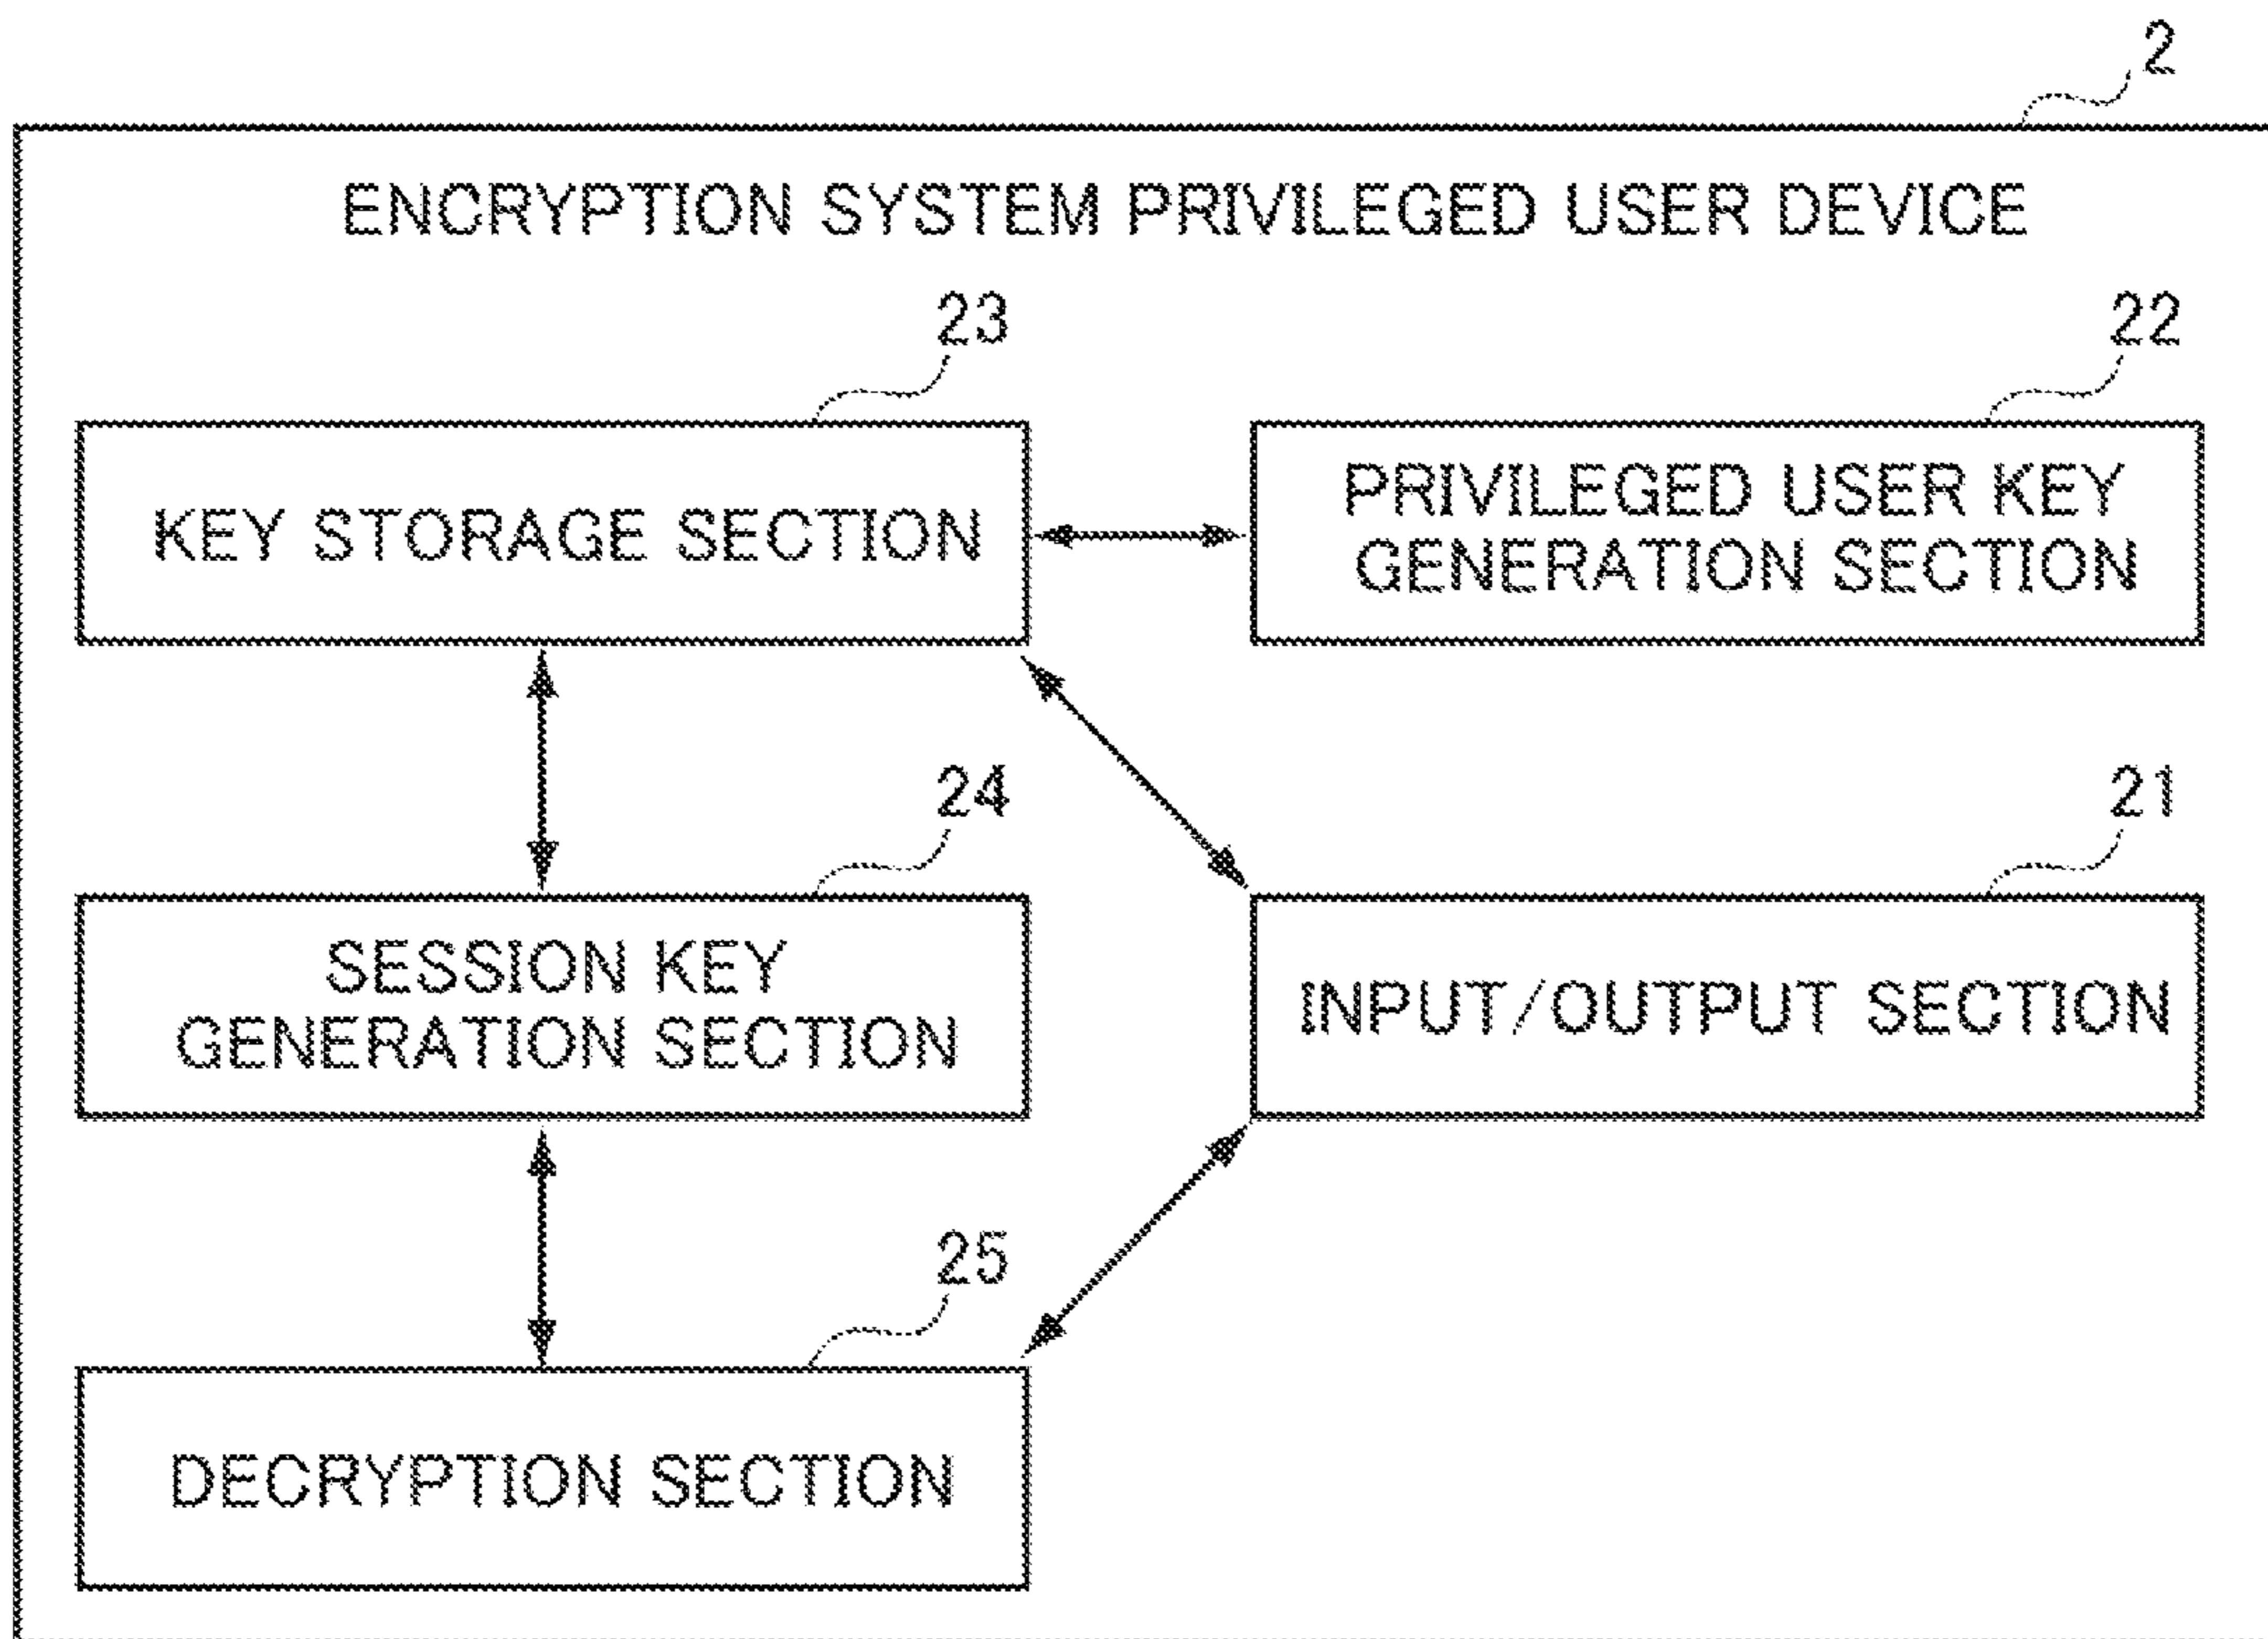 2
ENCRYPTION SYSTEM PRIVILEGED USER DEVICE
23
22
KEY STORAGE SECTION
PRIVILEGED USER KEY
GENERATION SECTION
24
21
SESSION KEY
GENERATION SECTION
INPUT/OUTPUT SECTION
25
DECRYPTION SECTION